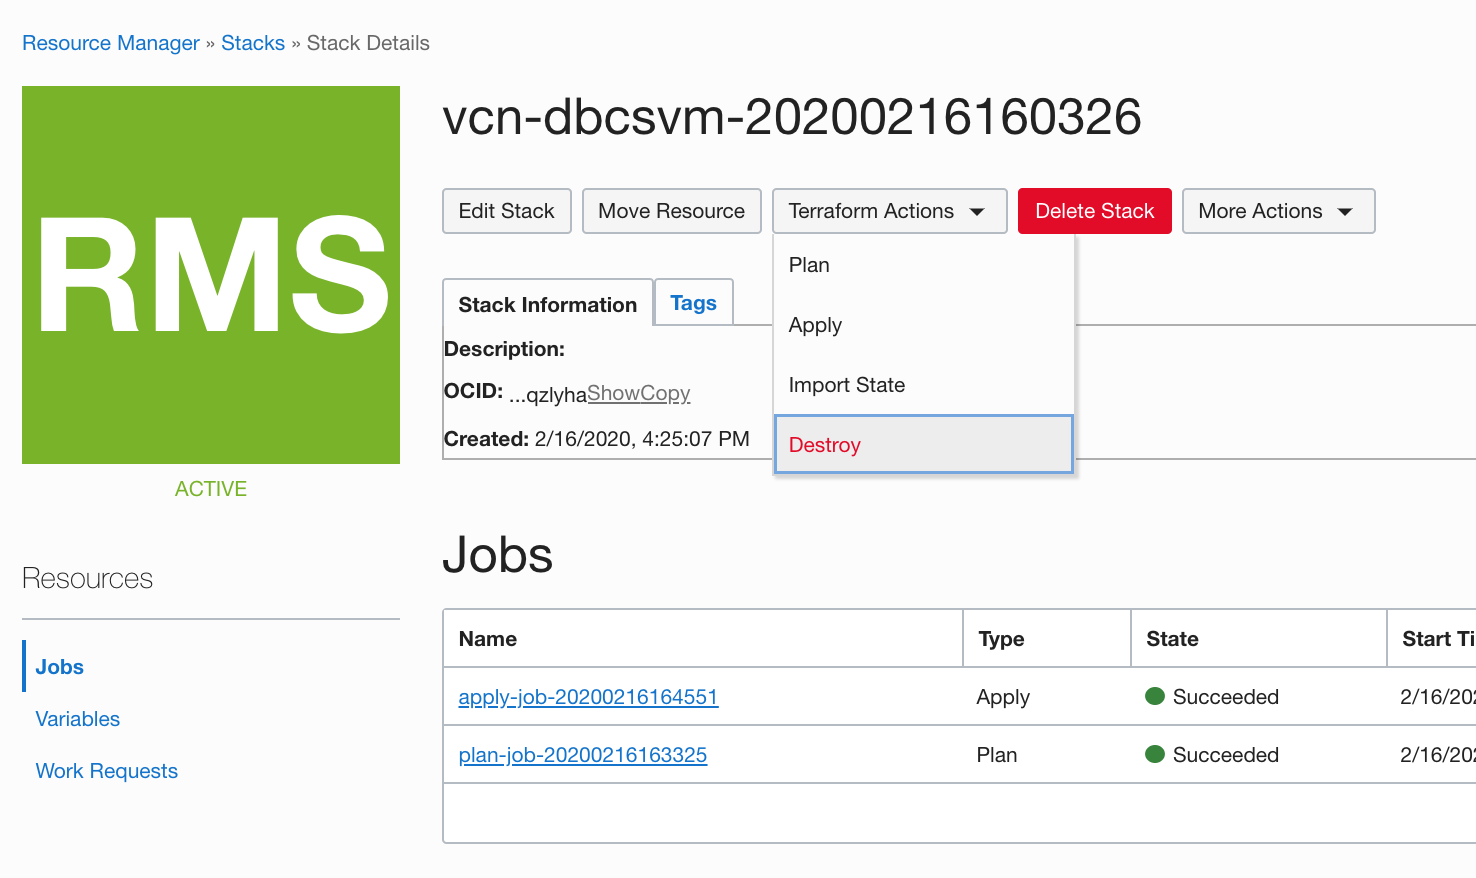 Resource Manager » Stacks » Stack Details
RMS
ACTIVE
vcn-dbcsvm-20200216160326
Edit Stack Move Resource Terraform Actions Delete Stack More Actions
Plan
Apply
Import State
Destroy
Stack Information Tags
Description:
OCID: ...qzlyhaShowCopy
Created: 2/16/2020, 4:25:07 PM
Resources
Jobs
Variables
Work Requests
Jobs
Name Type State Start Ti
apply-job-20200216164551 Apply Succeeded 2/16/202
plan-job-20200216163325 Plan Succeeded 2/16/202